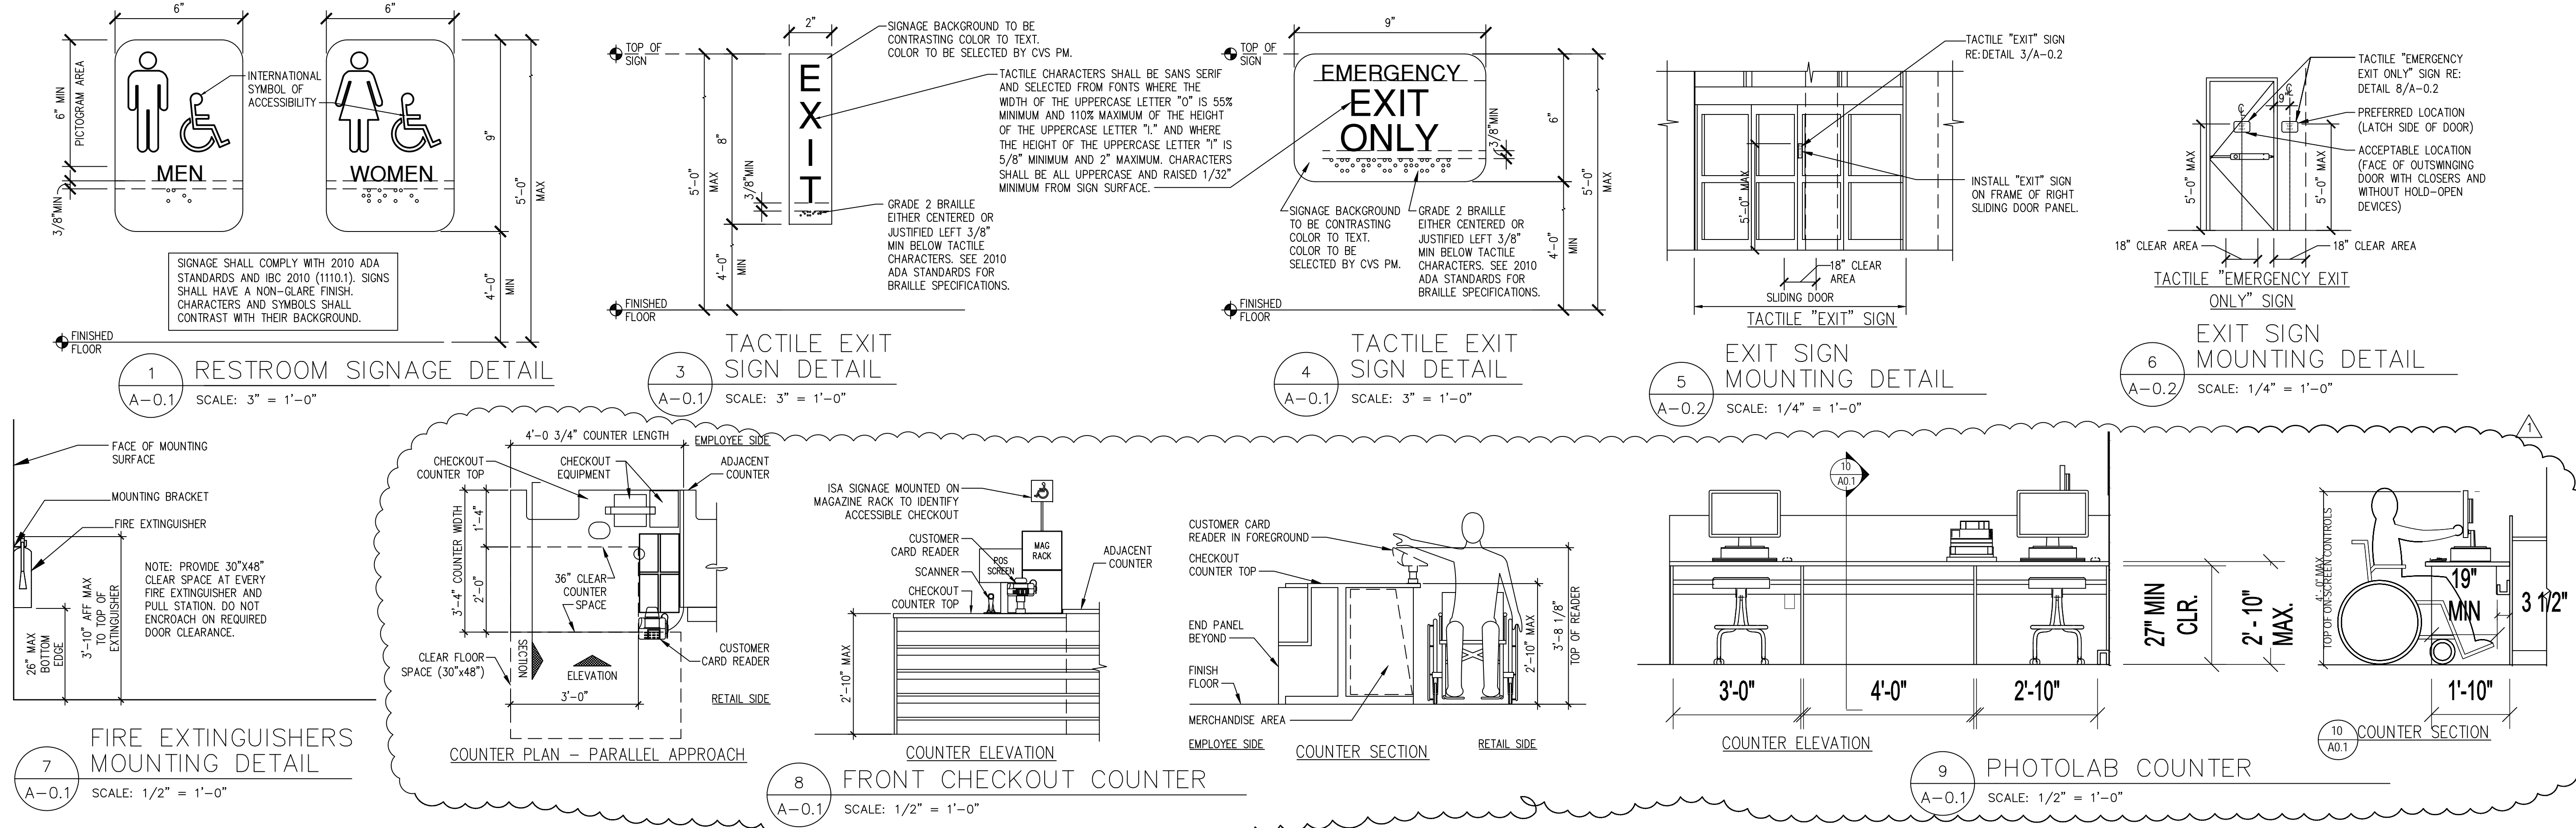 6"
6"
6" MIN
PICTOGRAM AREA
INTERNATIONAL
SYMBOL OF
ACCESSIBILITY
MEN
WOMEN
3/8"MIN
9"
5'-0"
MAX
4'-0"
MIN
SIGNAGE SHALL COMPLY WITH 2010 ADA
STANDARDS AND IBC 2010 (1110.1). SIGNS
SHALL HAVE A NON-GLARE FINISH.
CHARACTERS AND SYMBOLS SHALL
CONTRAST WITH THEIR BACKGROUND.
FINISHED
FLOOR
1
A-0.1
RESTROOM SIGNAGE DETAIL
SCALE: 3" = 1'-0"
TOP OF
SIGN
2"
SIGNAGE BACKGROUND TO BE
CONTRASTING COLOR TO TEXT.
COLOR TO BE SELECTED BY CVS PM.
E
X
I
T
TACTILE CHARACTERS SHALL BE SANS SERIF
AND SELECTED FROM FONTS WHERE THE
WIDTH OF THE UPPERCASE LETTER "O" IS 55%
MINIMUM AND 110% MAXIMUM OF THE HEIGHT
OF THE UPPERCASE LETTER "I." AND WHERE
THE HEIGHT OF THE UPPERCASE LETTER "I" IS
5/8" MINIMUM AND 2" MAXIMUM. CHARACTERS
SHALL BE ALL UPPERCASE AND RAISED 1/32"
MINIMUM FROM SIGN SURFACE.
5'-0"
MAX
8"
3/8"MIN
4'-0"
MIN
GRADE 2 BRAILLE
EITHER CENTERED OR
JUSTIFIED LEFT 3/8"
MIN BELOW TACTILE
CHARACTERS. SEE 2010
ADA STANDARDS FOR
BRAILLE SPECIFICATIONS.
FINISHED
FLOOR
3
A-0.1
TACTILE EXIT
SIGN DETAIL
SCALE: 3" = 1'-0"
TOP OF
SIGN
9"
EMERGENCY
EXIT
ONLY
3/8"MIN
6"
5'-0"
MAX
4'-0"
MIN
SIGNAGE BACKGROUND
TO BE CONTRASTING
COLOR TO TEXT.
COLOR TO BE
SELECTED BY CVS PM.
GRADE 2 BRAILLE
EITHER CENTERED OR
JUSTIFIED LEFT 3/8"
MIN BELOW TACTILE
CHARACTERS. SEE 2010
ADA STANDARDS FOR
BRAILLE SPECIFICATIONS.
FINISHED
FLOOR
4
A-0.1
TACTILE EXIT
SIGN DETAIL
SCALE: 3" = 1'-0"
TACTILE "EXIT" SIGN
RE:DETAIL 3/A-0.2
INSTALL "EXIT" SIGN
ON FRAME OF RIGHT
SLIDING DOOR PANEL.
5'-0" MAX
18" CLEAR
AREA
SLIDING DOOR
TACTILE "EXIT" SIGN
5
A-0.2
EXIT SIGN
MOUNTING DETAIL
SCALE: 1/4" = 1'-0"
TACTILE "EMERGENCY
EXIT ONLY" SIGN RE:
DETAIL 8/A-0.2
9"
PREFERRED LOCATION
(LATCH SIDE OF DOOR)
ACCEPTABLE LOCATION
(FACE OF OUTSWINGING
DOOR WITH CLOSERS AND
WITHOUT HOLD-OPEN
DEVICES)
5'-0" MAX
5'-0" MAX
18" CLEAR AREA
18" CLEAR AREA
TACTILE "EMERGENCY EXIT
ONLY" SIGN
6
A-0.2
EXIT SIGN
MOUNTING DETAIL
SCALE: 1/4" = 1'-0"
FACE OF MOUNTING
SURFACE
MOUNTING BRACKET
FIRE EXTINGUISHER
26" MAX
BOTTOM
EDGE
3'-10" AFF MAX
TO TOP OF
EXTINGUISHER
NOTE: PROVIDE 30"X48"
CLEAR SPACE AT EVERY
FIRE EXTINGUISHER AND
PULL STATION. DO NOT
ENCROACH ON REQUIRED
DOOR CLEARANCE.
7
A-0.1
FIRE EXTINGUISHERS
MOUNTING DETAIL
SCALE: 1/2" = 1'-0"
4'-0 3/4" COUNTER LENGTH
EMPLOYEE SIDE
CHECKOUT
COUNTER TOP
CHECKOUT
EQUIPMENT
ADJACENT
COUNTER
3'-4" COUNTER WIDTH
1'-4"
2'-0"
36" CLEAR
COUNTER
SPACE
CLEAR FLOOR
SPACE (30"x48")
SECTION
ELEVATION
3'-0"
CUSTOMER
CARD READER
RETAIL SIDE
COUNTER PLAN - PARALLEL APPROACH
ISA SIGNAGE MOUNTED ON
MAGAZINE RACK TO IDENTIFY
ACCESSIBLE CHECKOUT
CUSTOMER
CARD READER
SCANNER
CHECKOUT
COUNTER TOP
POS
SCREEN
MAG
RACK
ADJACENT
COUNTER
2'-10" MAX
COUNTER ELEVATION
CUSTOMER CARD
READER IN FOREGROUND
CHECKOUT
COUNTER TOP
END PANEL
BEYOND
FINISH
FLOOR
MERCHANDISE AREA
2'-10" MAX
3'-8 1/8"
TOP OF READER
EMPLOYEE SIDE
COUNTER SECTION
RETAIL SIDE
8
A-0.1
FRONT CHECKOUT COUNTER
SCALE: 1/2" = 1'-0"
10
A0.1
3'-0"
4'-0"
2'-10"
27" MIN
CLR.
2' - 10"
MAX.
COUNTER ELEVATION
1
4'-0" MAX
TOP OF ON-SCREEN CONTROLS
19"
MIN
3 1/2"
1'-10"
10
A0.1
COUNTER SECTION
9
A-0.1
PHOTOLAB COUNTER
SCALE: 1/2" = 1'-0"